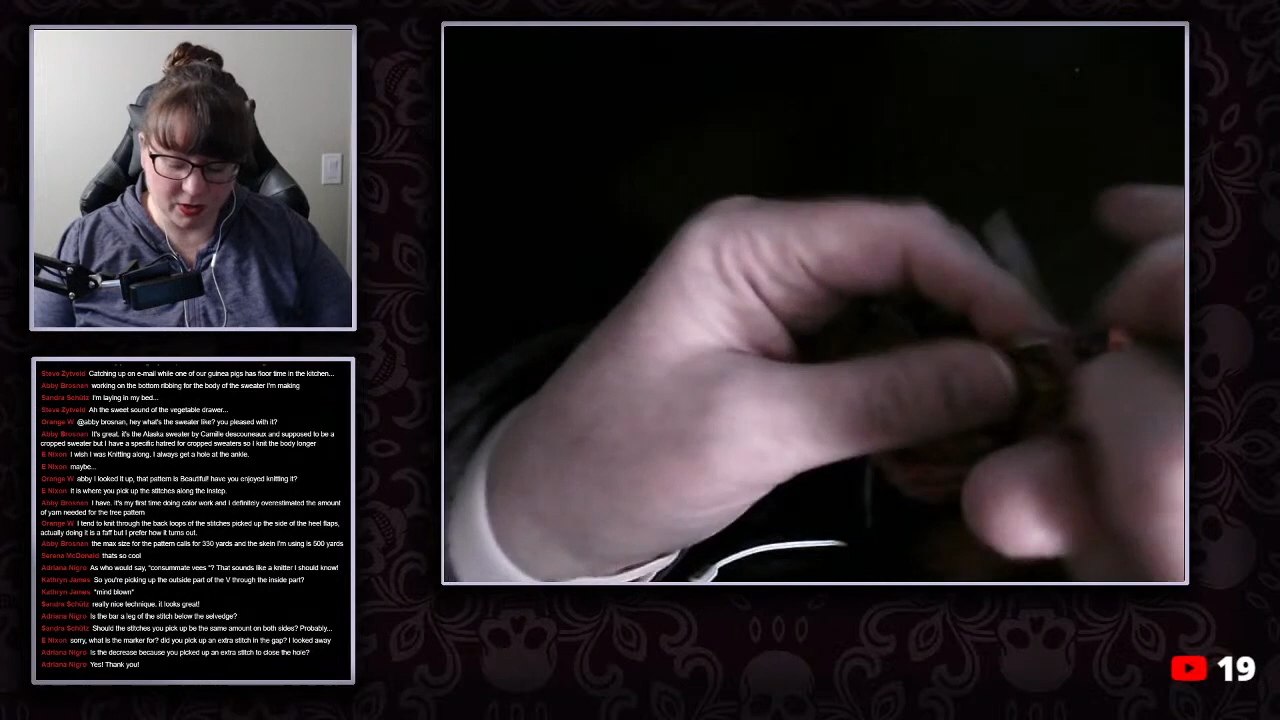 Steve Zytveld Catching up on e-mail while one of our guinea pigs has floor time in the kitchen...
Abby Brosnan working on the bottom ribbing for the body of the sweater I'm making
Sandra Schütz I'm laying in my bed...
Steve Zytveld Ah the sweet sound of the vegetable drawer...
Orange W @abby brosnan, hey what's the sweater like? you pleased with it?
Abby Brosnan It's great. it's the Alaska sweater by Camille descouneaux and supposed to be a
cropped sweater but I have a specific hatred for cropped sweaters so I knit the body longer
E Nixon I wish I was Knitting along. I always get a hole at the ankle.
E Nixon maybe...
Orange W abby I looked it up, that pattern is Beautiful! have you enjoyed knitting it?
E Nixon it is where you pick up the stitches along the instep.
Abby Brosnan I have. it's my first time doing color work and I definitely overestimated the amount
of yarn needed for the tree pattern
Orange W I tend to knit through the back loops of the stitches picked up the side of the heel flaps,
actually doing it is a faff but I prefer how it turns out.
Abby Brosnan the max size for the pattern calls for 330 yards and the skein I'm using is 500 yards
Serena McDonald thats so cool
Adriana Nigro As who would say, "consummate vees "? That sounds like a knitter I should know!
Kathryn James So you're picking up the outside part of the V through the inside part?
Kathryn James *mind blown*
Sandra Schütz really nice technique. it looks great!
Adriana Nigro Is the bar a leg of the stitch below the selvedge?
Sandra Schütz Should the stitches you pick up be the same amount on both sides? Probably...
E Nixon sorry, what is the marker for? did you pick up an extra stitch in the gap? I looked away
Adriana Nigro Is the decrease because you picked up an extra stitch to close the hole?
Adriana Nigro Yes! Thank you!
19